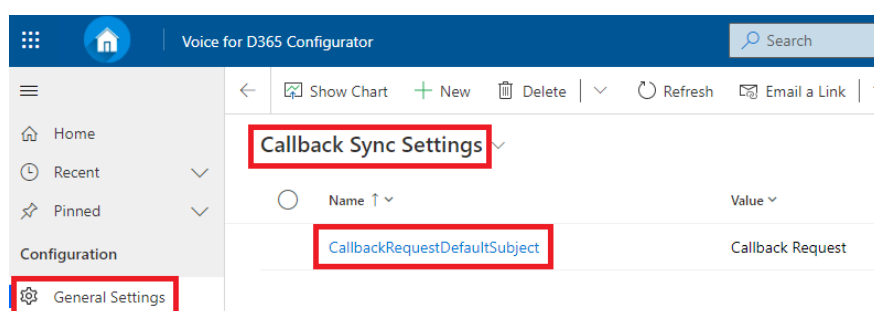 Voice for D365 Configurator
Search
Show Chart New Delete Refresh Email a Link
Home
Recent
Pinned
Configuration
General Settings
Callback Sync Settings
Name ↑ Value
CallbackRequestDefaultSubject Callback Request